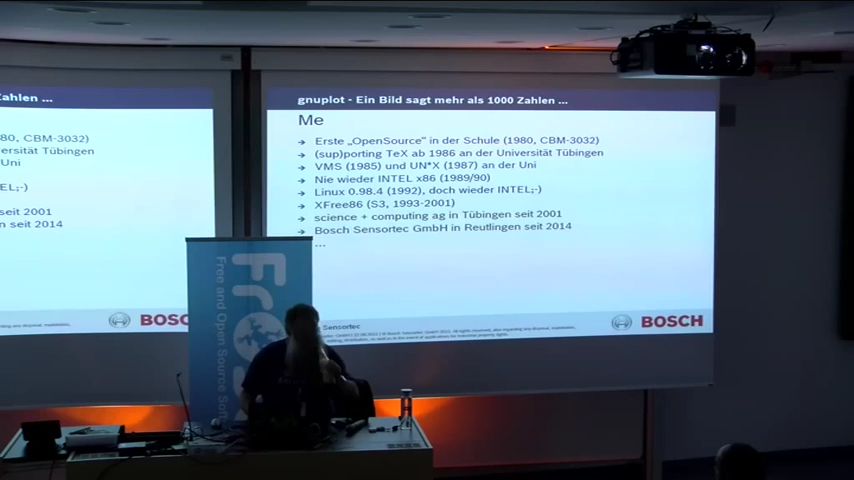 ahlen ...
80, CBM-3032)
ersität Tübingen
Uni
EL;-)
seit 2001
n seit 2014
BOSCH
gnuplot - Ein Bild sagt mehr als 1000 Zahlen ...
Me
→ Erste „OpenSource" in der Schule (1980, CBM-3032)
→ (sup)porting TeX ab 1986 an der Universität Tübingen
→ VMS (1985) und UN*X (1987) an der Uni
→ Nie wieder INTEL x86 (1989/90)
→ Linux 0.98.4 (1992), doch wieder INTEL;-)
→ XFree86 (S3, 1993-2001)
→ science + computing ag in Tübingen seit 2001
→ Bosch Sensortec GmbH in Reutlingen seit 2014
...
Sensortec
BOSCH
Free and Open Source Sof